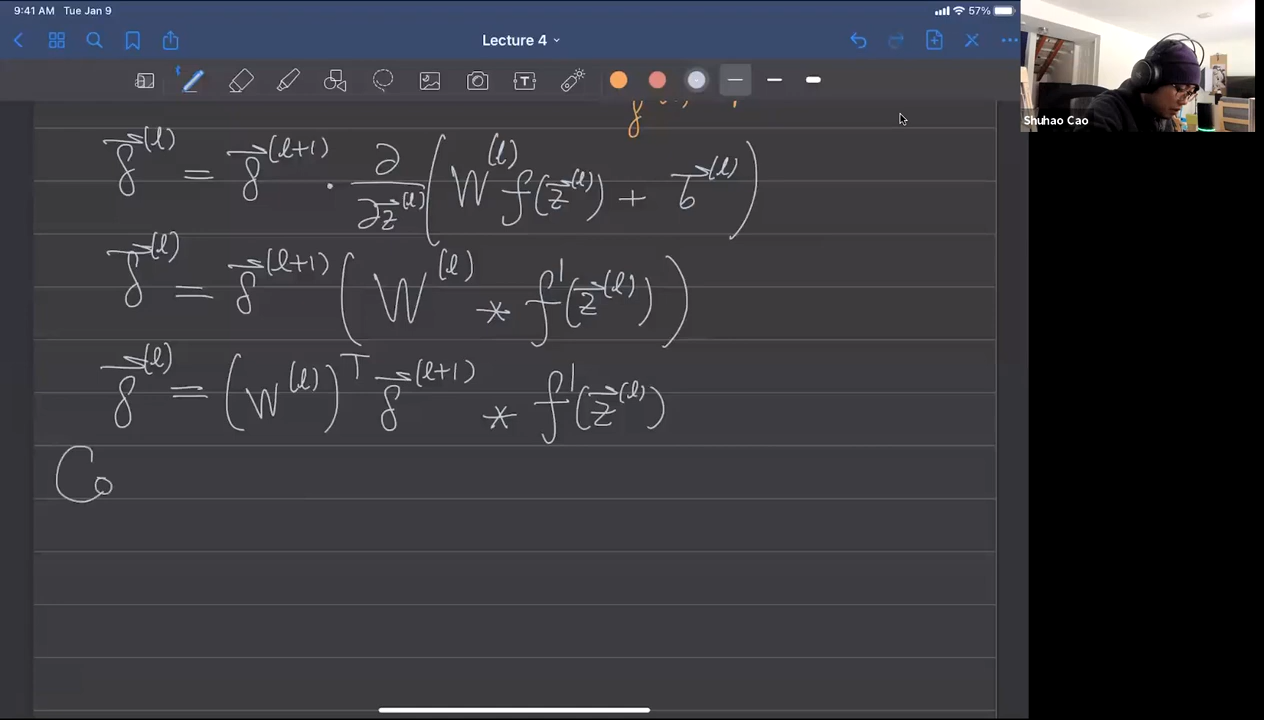 9:41 AM Tue Jan 9
57%
Lecture 4
Shuhao Cao
δ⃗^(l) = δ⃗^(l+1) · ∂/∂z⃗^(l) ( W^(l) f(z⃗^(l)) + b⃗^(l) )
δ⃗^(l) = δ⃗^(l+1) ( W^(l) * f'(z⃗^(l)) )
δ⃗^(l) = (W^(l))^T δ⃗^(l+1) * f'(z⃗^(l))
Co